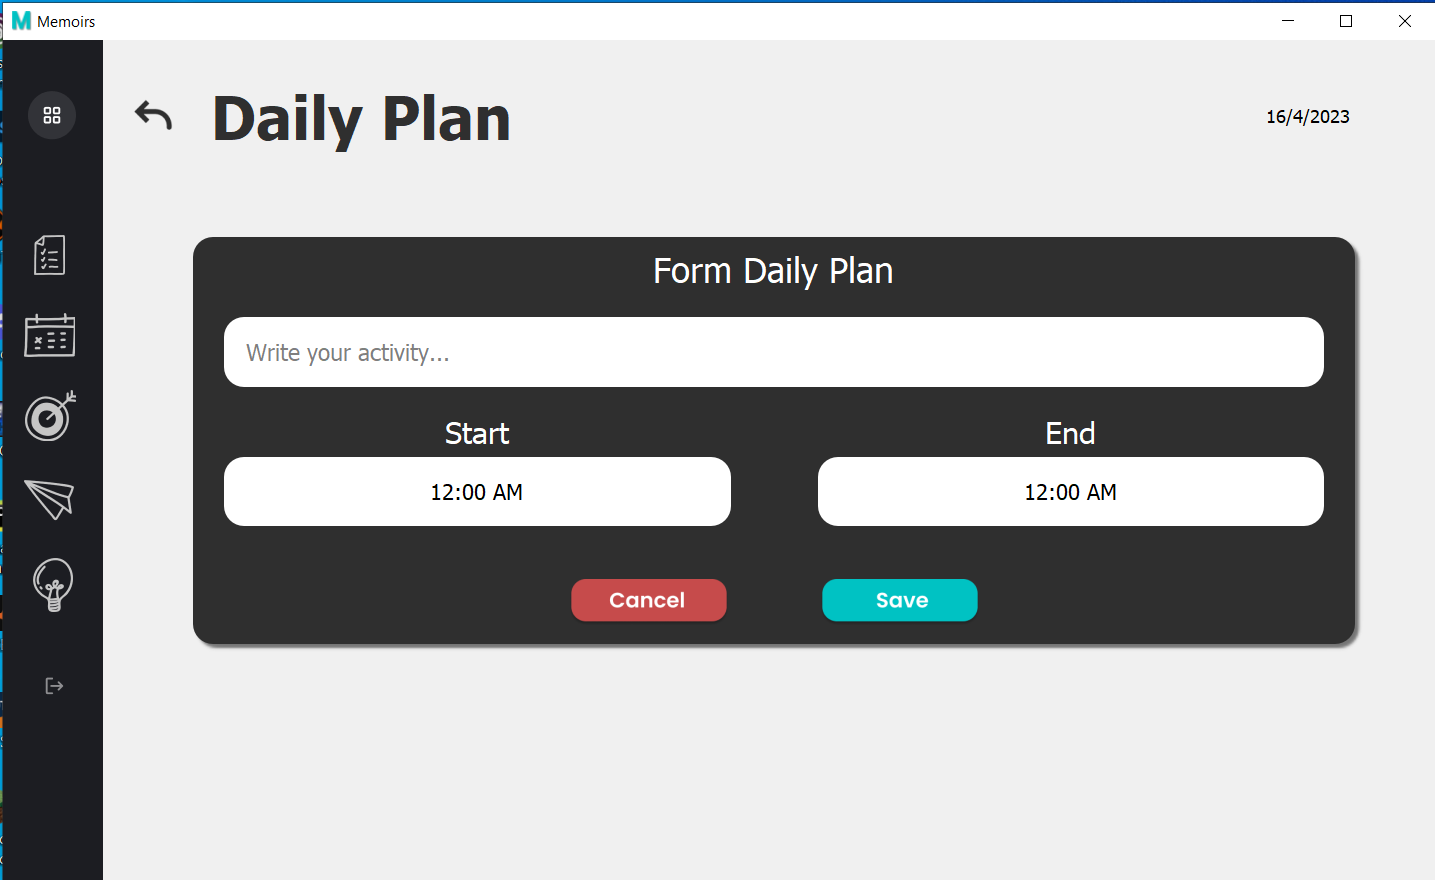 M Memoirs
Daily Plan
16/4/2023
Form Daily Plan
Write your activity...
Start End
12:00 AM 12:00 AM
Cancel Save